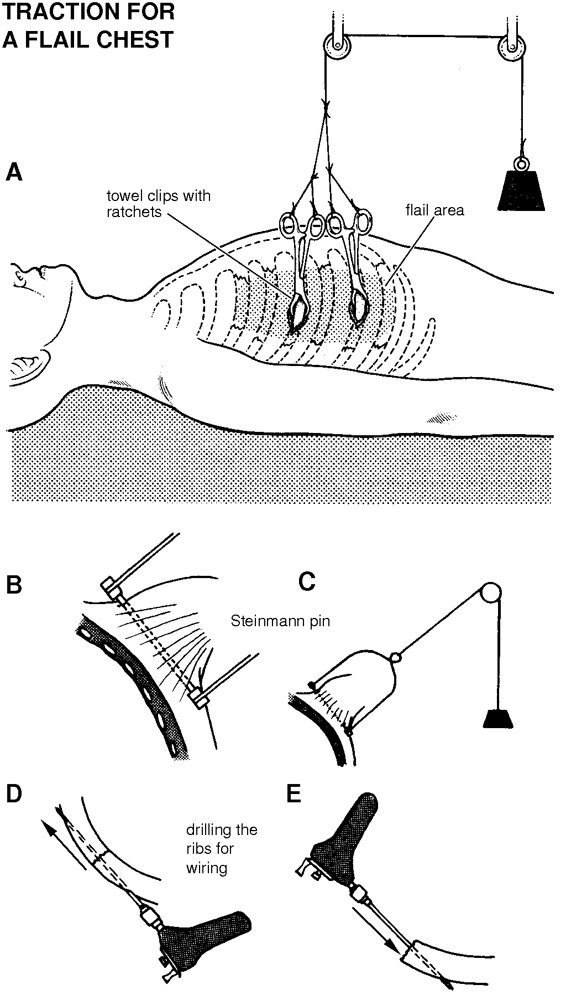 TRACTION FOR
A FLAIL CHEST
A
towel clips with
ratchets
flail area
B
C
Steinmann pin
D
E
drilling the
ribs for
wiring